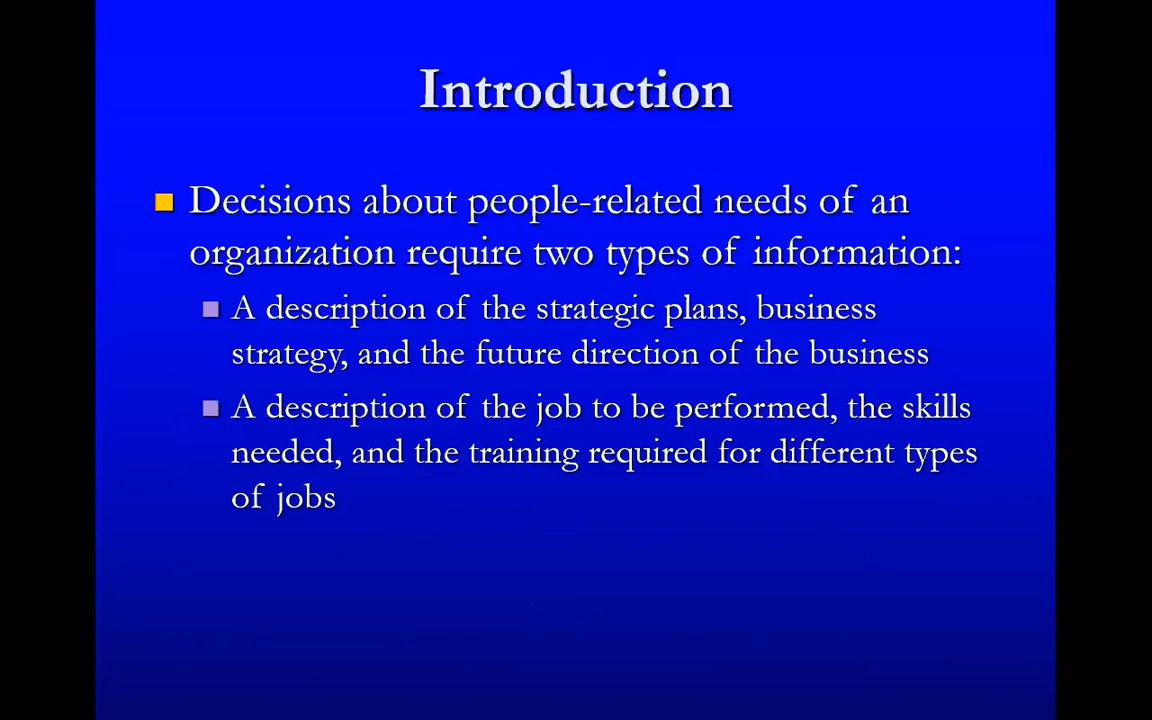 Introduction
Decisions about people-related needs of an
organization require two types of information:
A description of the strategic plans, business
strategy, and the future direction of the business
A description of the job to be performed, the skills
needed, and the training required for different types
of jobs